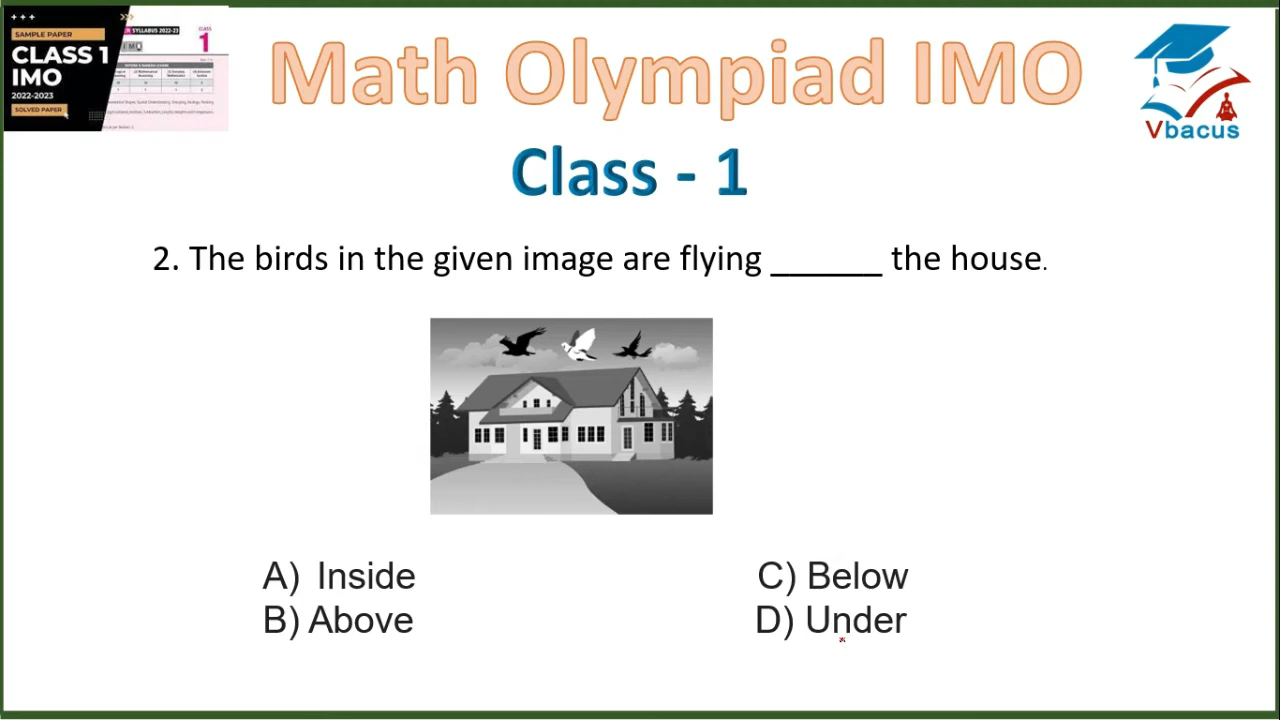 + + +
SAMPLE PAPER
CLASS 1
IMO
2022-2023
SOLVED PAPER
SYLLABUS 2022-23
CLASS
1
Math Olympiad IMO
Vbacus
Class - 1
2. The birds in the given image are flying ______ the house.
A) Inside
C) Below
B) Above
D) Under